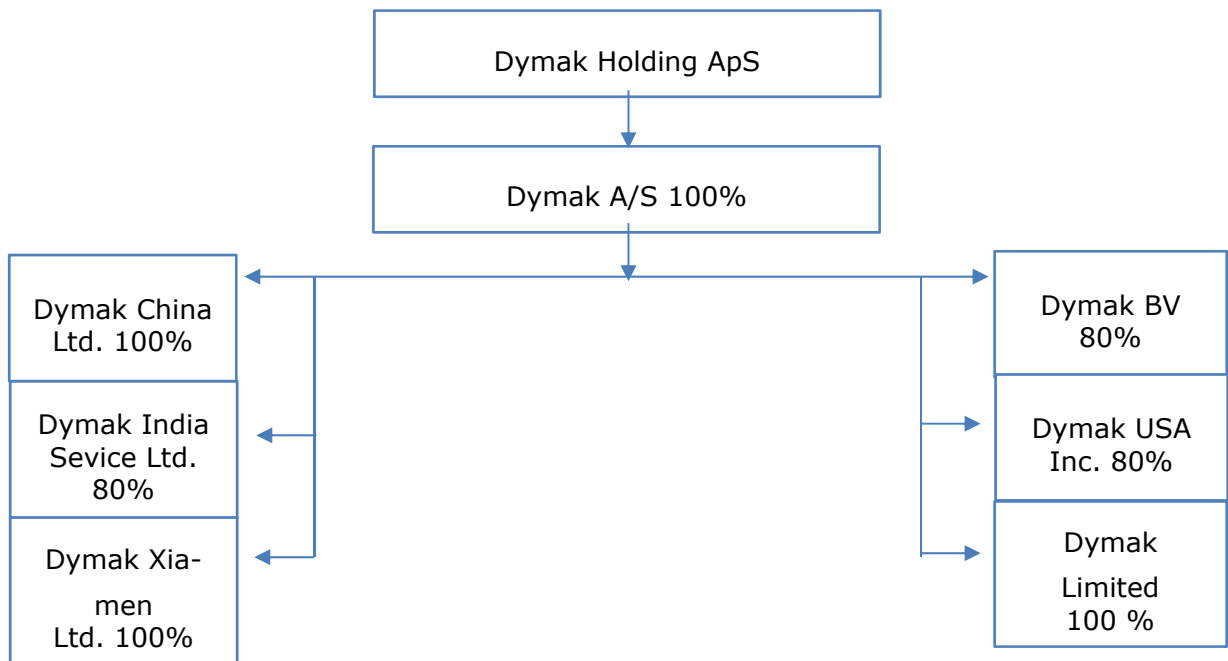 Dymak Holding ApS
Dymak A/S 100%
Dymak China
Ltd. 100%
Dymak India
Sevice Ltd.
80%
Dymak Xia-
men
Ltd. 100%
Dymak BV
80%
Dymak USA
Inc. 80%
Dymak
Limited
100 %